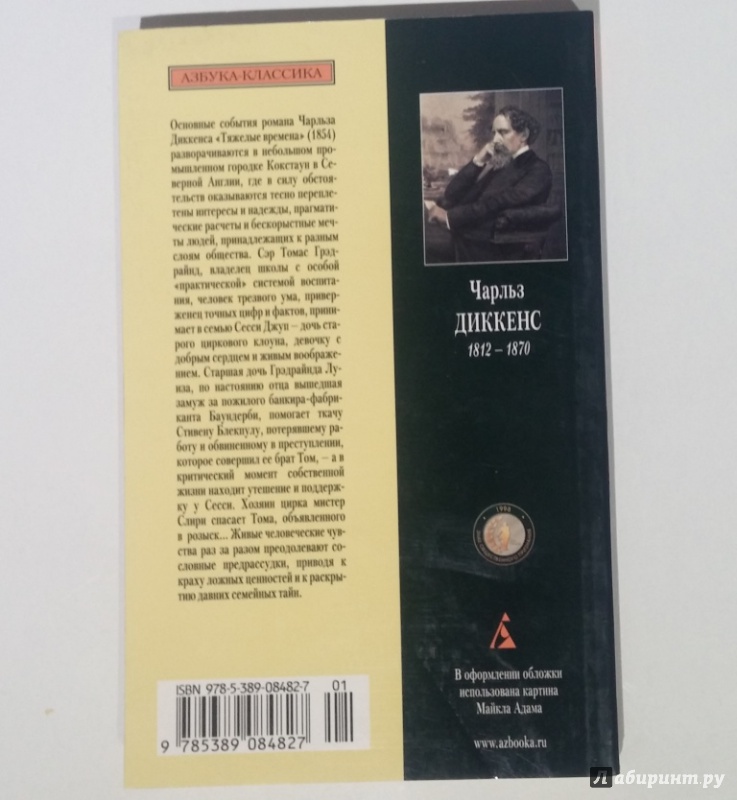 АЗБУКА-КЛАССИКА
Основные события романа Чарльза
Диккенса «Тяжелые времена» (1854)
разворачиваются в небольшом про-
мышленном городке Кокстаун в Се-
верной Англии, где в силу обстоя-
тельств оказываются тесно перепле-
тены интересы и надежды, прагмати-
ческие расчеты и бескорыстные меч-
ты людей, принадлежащих к разным
слоям общества. Сэр Томас Грэд-
грайнд, владелец школы с особой
«практической» системой воспита-
ния, человек трезвого ума, привер-
женец точных цифр и фактов, прини-
мает в семью Сесси Джуп – дочь ста-
рого циркового клоуна, девочку с
добрым сердцем и живым воображе-
нием. Старшая дочь Грэдграйнда Лу-
иза, по настоянию отца вышедшая
замуж за пожилого банкира-фабри-
канта Баундерби, помогает ткачу
Стивену Блекпулу, потерявшему ра-
боту и обвиненному в преступлении,
которое совершил ее брат Том, – а в
критический момент собственной
жизни находит утешение и поддерж-
ку у Сесси. Хозяин цирка мистер
Слири спасает Тома, объявленного
в розыск... Живые человеческие чув-
ства раз за разом преодолевают со-
словные предрассудки, приводя к
краху ложных ценностей и к раскры-
тию давних семейных тайн.
ISBN 978-5-389-08482-7 01
9 785389 084827
Чарльз
ДИККЕНС
1812 – 1870
1998
В оформлении обложки
использована картина
Майкла Адама
www.azbooka.ru
Лабиринт.ру